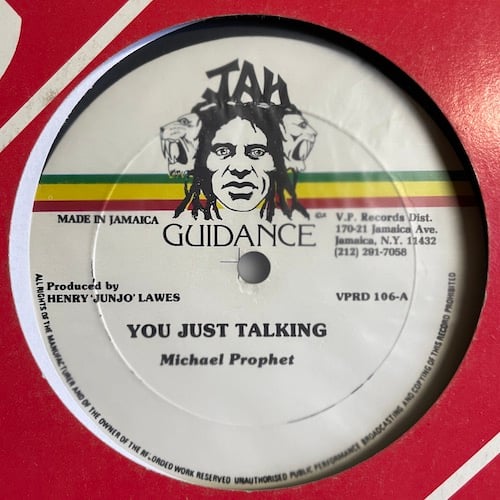 JAH
GUIDANCE
MADE IN JAMAICA
V.P. Records Dist.
170-21 Jamaica Ave.
Jamaica, N.Y. 11432
(212) 291-7058
Produced by
HENRY 'JUNJO' LAWES
VPRD 106-A
YOU JUST TALKING
Michael Prophet
ALL RIGHTS OF THE MANUFACTURER AND OF THE OWNER OF THE RECORDED WORK RESERVED UNAUTHORISED PUBLIC PERFORMANCE BROADCASTING AND COPYING OF THIS RECORD PROHIBITED